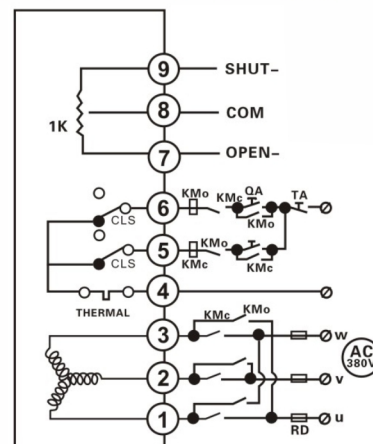 9 SHUT-
8 COM
1K
7 OPEN-
6 KMo KMc QA TA
KMo
CLS
5 KMo
KMc KMc
CLS
4
THERMAL
3 KMc KMo w
AC
380V
2 v
1 u
RD